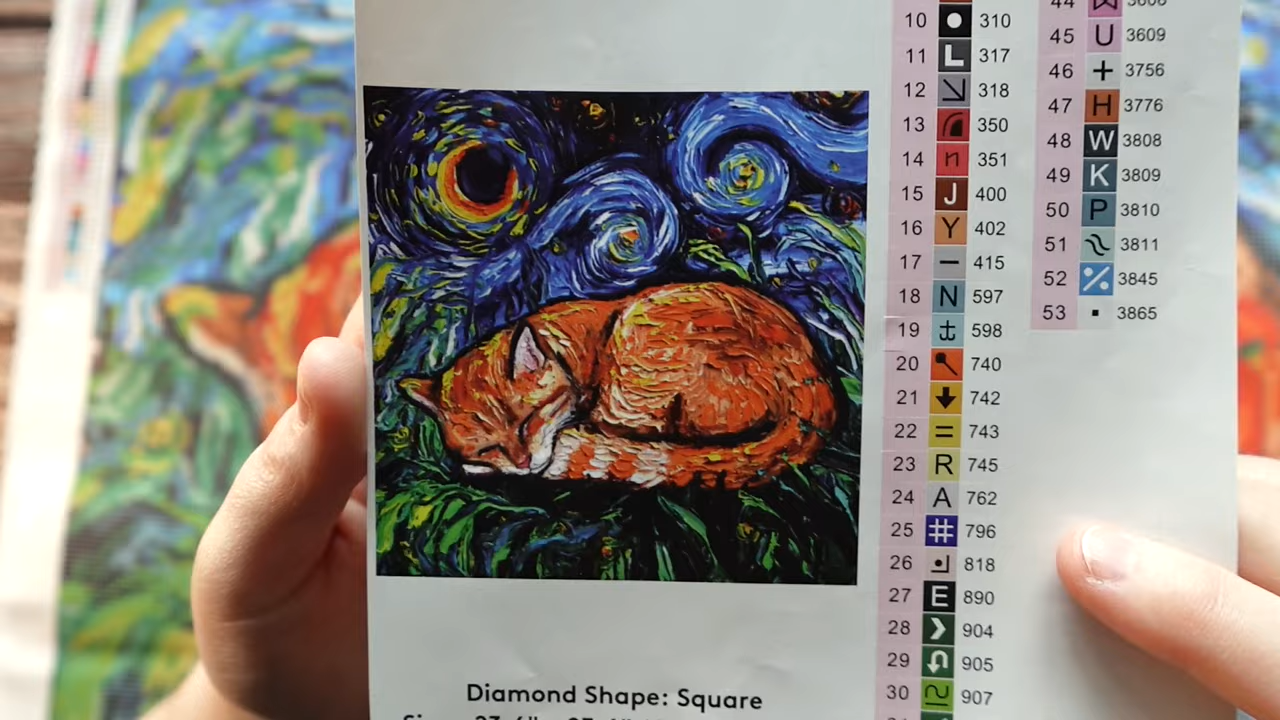 44 3608
10 ● 310
45 U 3609
11 L 317
46 + 3756
12 318
47 H 3776
13 350
48 W 3808
14 n 351
49 K 3809
15 J 400
50 P 3810
16 Y 402
51 3811
17 – 415
52 % 3845
18 N 597
53 ▪ 3865
19 ⚓ 598
20 740
21 ⬇ 742
22 = 743
23 R 745
24 A 762
25 # 796
26 818
27 E 890
28 ❯ 904
29 905
30 907
Diamond Shape: Square